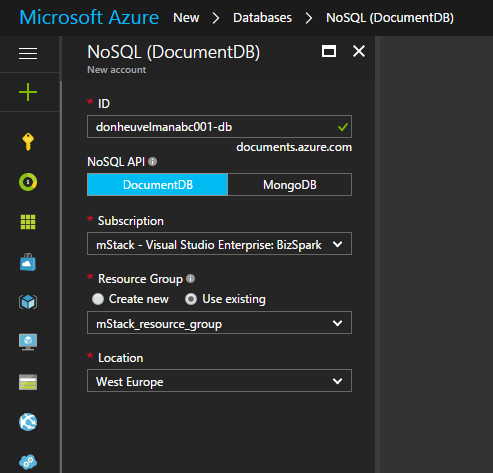 Microsoft Azure New > Databases > NoSQL (DocumentDB) >
NoSQL (DocumentDB)
New account
* ID
donheuvelmanabc001-db
documents.azure.com
NoSQL API
DocumentDB MongoDB
* Subscription
mStack - Visual Studio Enterprise: BizSpark
* Resource Group
Create new Use existing
mStack_resource_group
* Location
West Europe